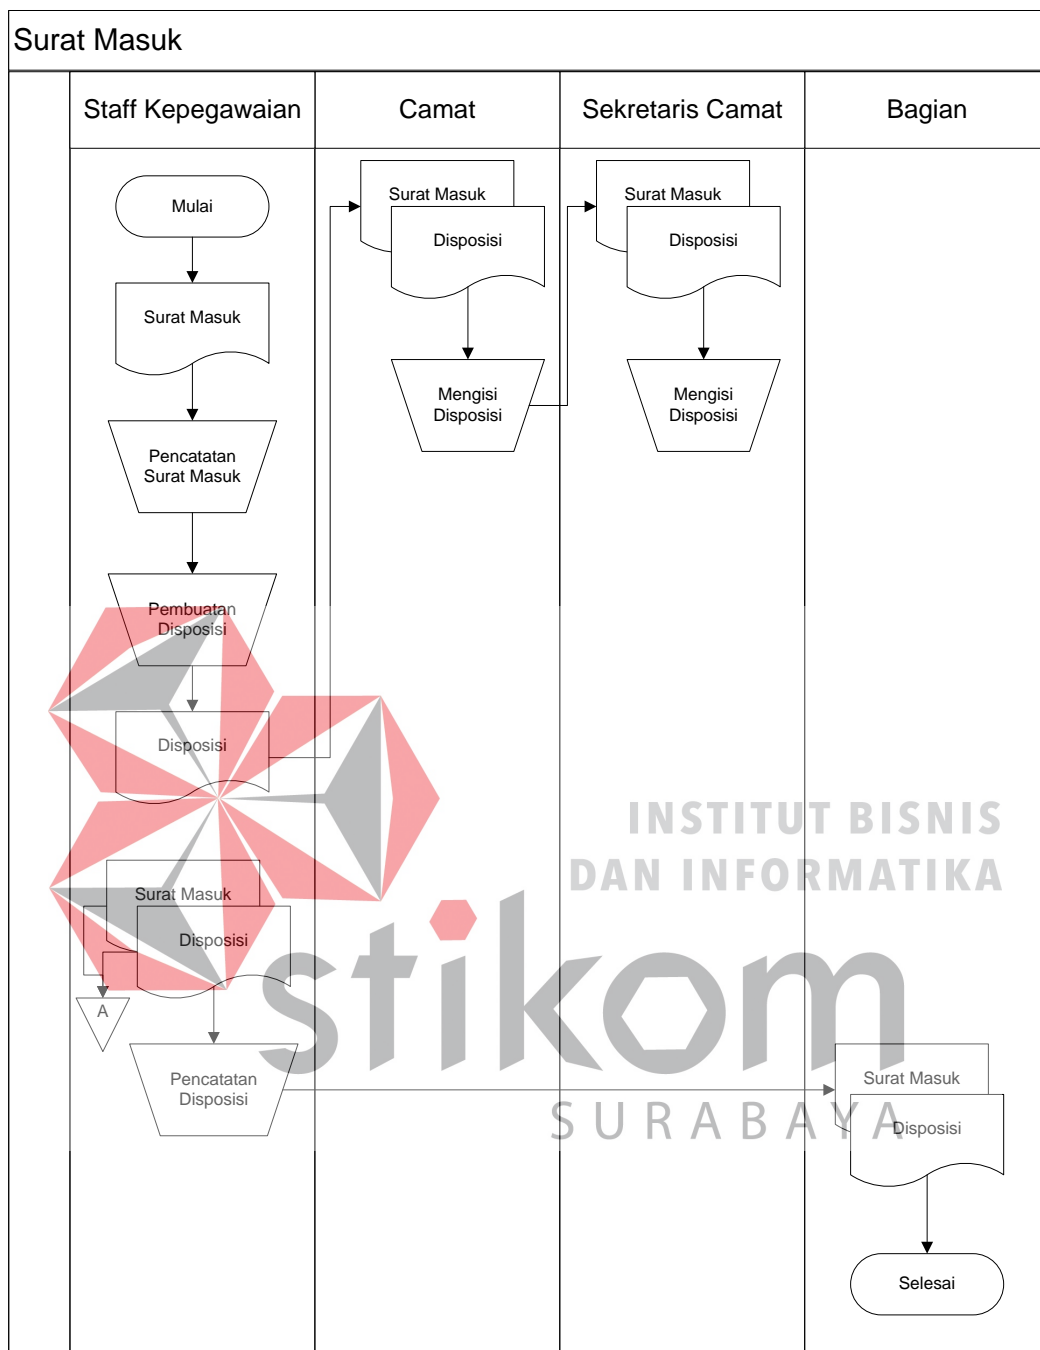 Surat Masuk
Staff Kepegawaian
Camat
Sekretaris Camat
Bagian
Mulai
Surat Masuk
Pencatatan
Surat Masuk
Pembuatan
Disposisi
Disposisi
Surat Masuk
Disposisi
A
Pencatatan
Disposisi
Surat Masuk
Disposisi
Mengisi
Disposisi
Surat Masuk
Disposisi
Mengisi
Disposisi
Surat Masuk
Disposisi
Selesai
INSTITUT BISNIS
DAN INFORMATIKA
stikom
SURABAYA